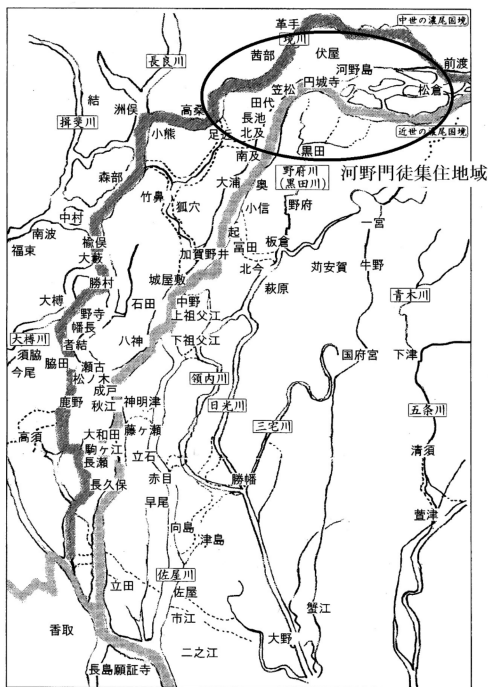 革手
中世の濃尾国境
境川
長良川
茜部
伏屋
前渡
河野島
円城寺
松倉
結
洲俣
高桑
笠松
田代
揖斐川
足近
長池
近世の濃尾国境
小熊
北及
黒田
南及
森部
大浦
奥
野府川
(黒田川)
河野門徒集住地域
竹鼻
狐穴
小信
野府
中村
一宮
南波
起
楡俣
福束
冨田
板倉
加賀野井
大薮
北今
苅安賀
牛野
勝村
城屋敷
萩原
青木川
大榑
石田
中野
野寺
上祖父江
幡長
大榑川
者結
八神
下祖父江
国府宮
下津
須脇
脇田
瀬古
今尾
松ノ木
領内川
成戸
鹿野
秋江
神明津
日光川
五条川
三宅川
藤ヶ瀬
高須
大和田
駒ヶ江
立石
清須
長瀬
赤目
勝幡
長久保
早尾
萱津
向島
津島
佐屋川
立田
佐屋
蟹江
市江
香取
大野
二之江
長島願証寺